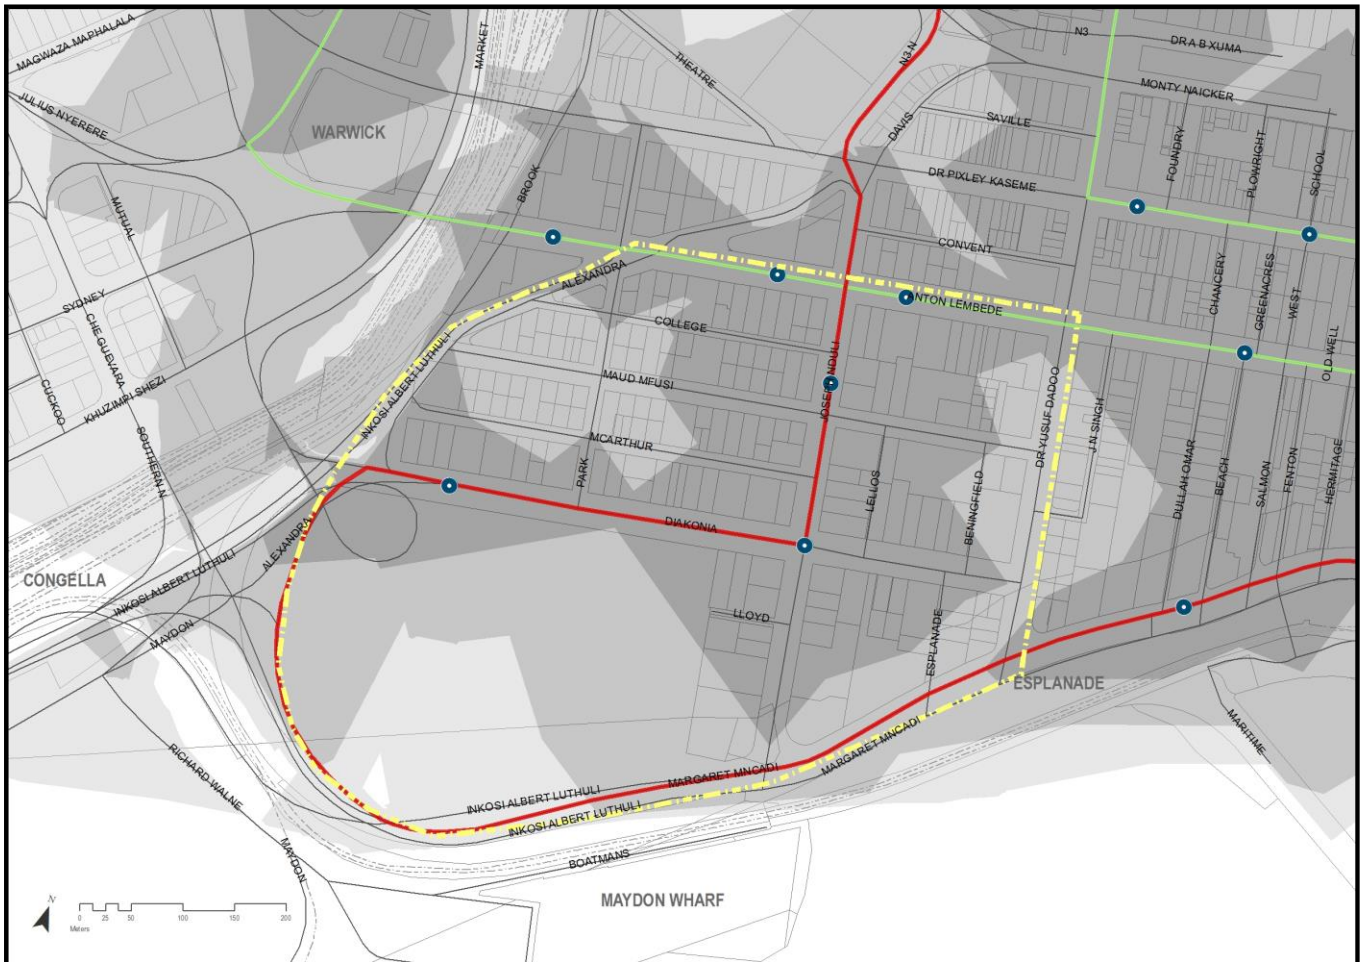 MAGWAZA MAPHALALA
MARKET
N3
DR A B XUMA
N3 N
THEATRE
MONTY NAICKER
JULIUS NYERERE
WARWICK
DAVIS
SAVILLE
FOUNDRY
PLOWRIGHT
SCHOOL
DR PIXLEY KASEME
BROOK
MUTUAL
CONVENT
CHANCERY
GREENACRES
WEST
ALEXANDRA
SYDNEY
ANTON LEMBEDE
COLLEGE
CHE GUEVARA
INKOSI ALBERT LUTHULI
OLD WELL
MAUD MFUSI
JOSEPH NDULI
CUCKOO
KHUZIMPI SHEZI
DR YUSUF DADOO
J N SINGH
MCARTHUR
SOUTHERN N
PARK
LELLOS
BENINGFIELD
DULLAH OMAR
BEACH
SALMON
FENTON
HERMITAGE
DIAKONIA
ALEXANDRA
CONGELLA
INKOSI ALBERT LUTHULI
MAYDON
LLOYD
ESPLANADE
ESPLANADE
MARITIME
MARGARET MNCADI
MARGARET MNCADI
RICHARD WALNE
INKOSI ALBERT LUTHULI
INKOSI ALBERT LUTHULI
MAYDON
BOATMANS
MAYDON WHARF
N
0 25 50 100 150 200
Meters